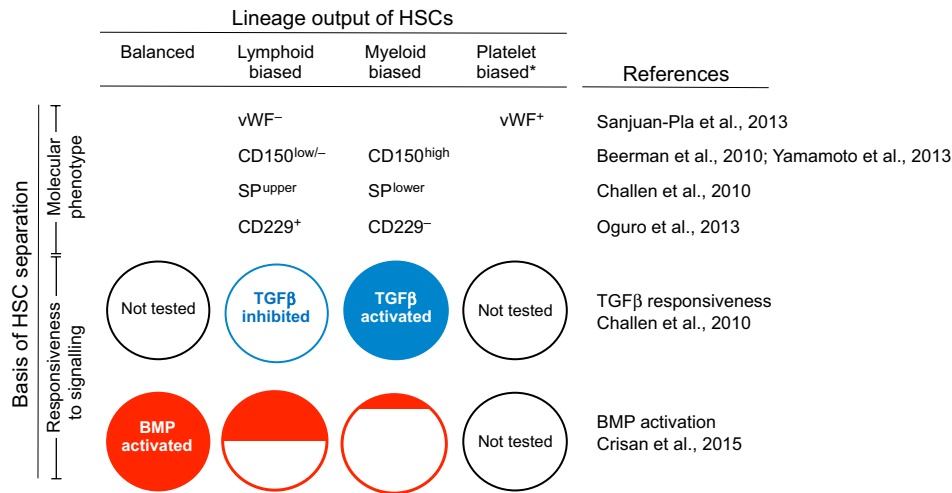 Lineage output of HSCs
Balanced
Lymphoid
biased
Myeloid
biased
Platelet
biased*
References
Basis of HSC separation
Molecular
phenotype
vWF–
vWF+
Sanjuan-Pla et al., 2013
CD150low/–
CD150high
Beerman et al., 2010; Yamamoto et al., 2013
SPupper
SPlower
Challen et al., 2010
CD229+
CD229–
Oguro et al., 2013
Responsiveness
to signalling
Not tested
TGFβ
inhibited
TGFβ
activated
Not tested
TGFβ responsiveness
Challen et al., 2010
BMP
activated
Not tested
BMP activation
Crisan et al., 2015